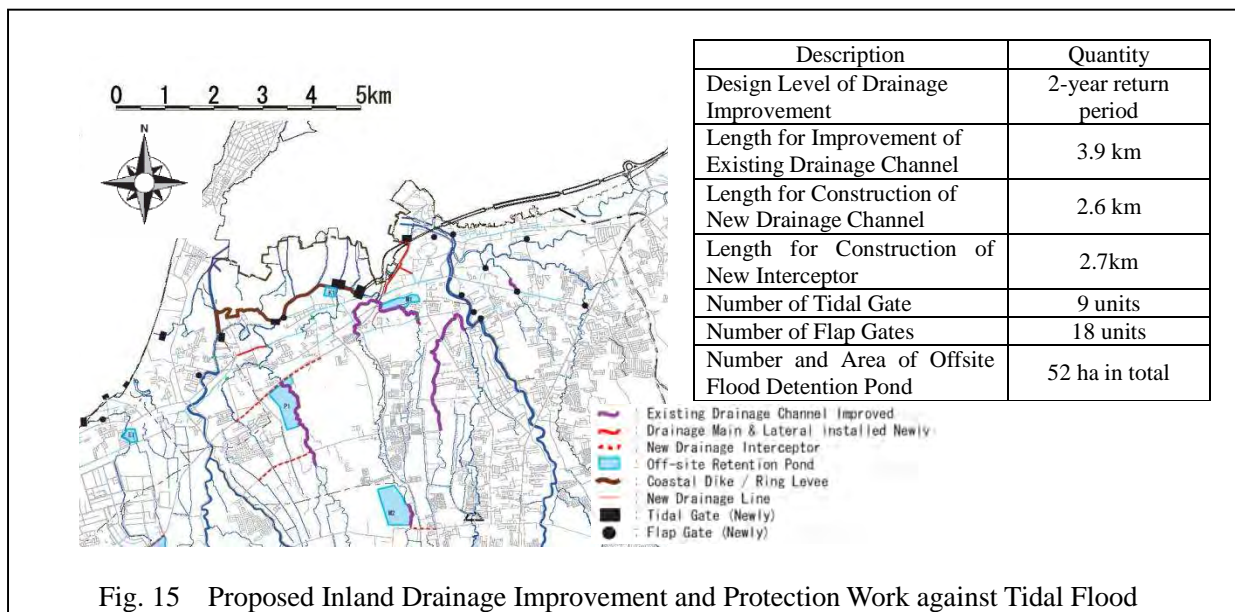 0 1 2 3 4 5km
N
Description Quantity
Design Level of Drainage
Improvement
2-year return
period
Length for Improvement of
Existing Drainage Channel
3.9 km
Length for Construction of
New Drainage Channel
2.6 km
Length for Construction of
New Interceptor
2.7km
Number of Tidal Gate 9 units
Number of Flap Gates 18 units
Number and Area of Offsite
Flood Detention Pond
52 ha in total
: Existing Drainage Channel Improved
: Drainage Main & Lateral Installed Newly
: New Drainage Interceptor
: Off-site Retention Pond
: Coastal Dike / Ring Levee
: New Drainage Line
: Tidal Gate (Newly)
: Flap Gate (Newly)
Fig. 15 Proposed Inland Drainage Improvement and Protection Work against Tidal Flood